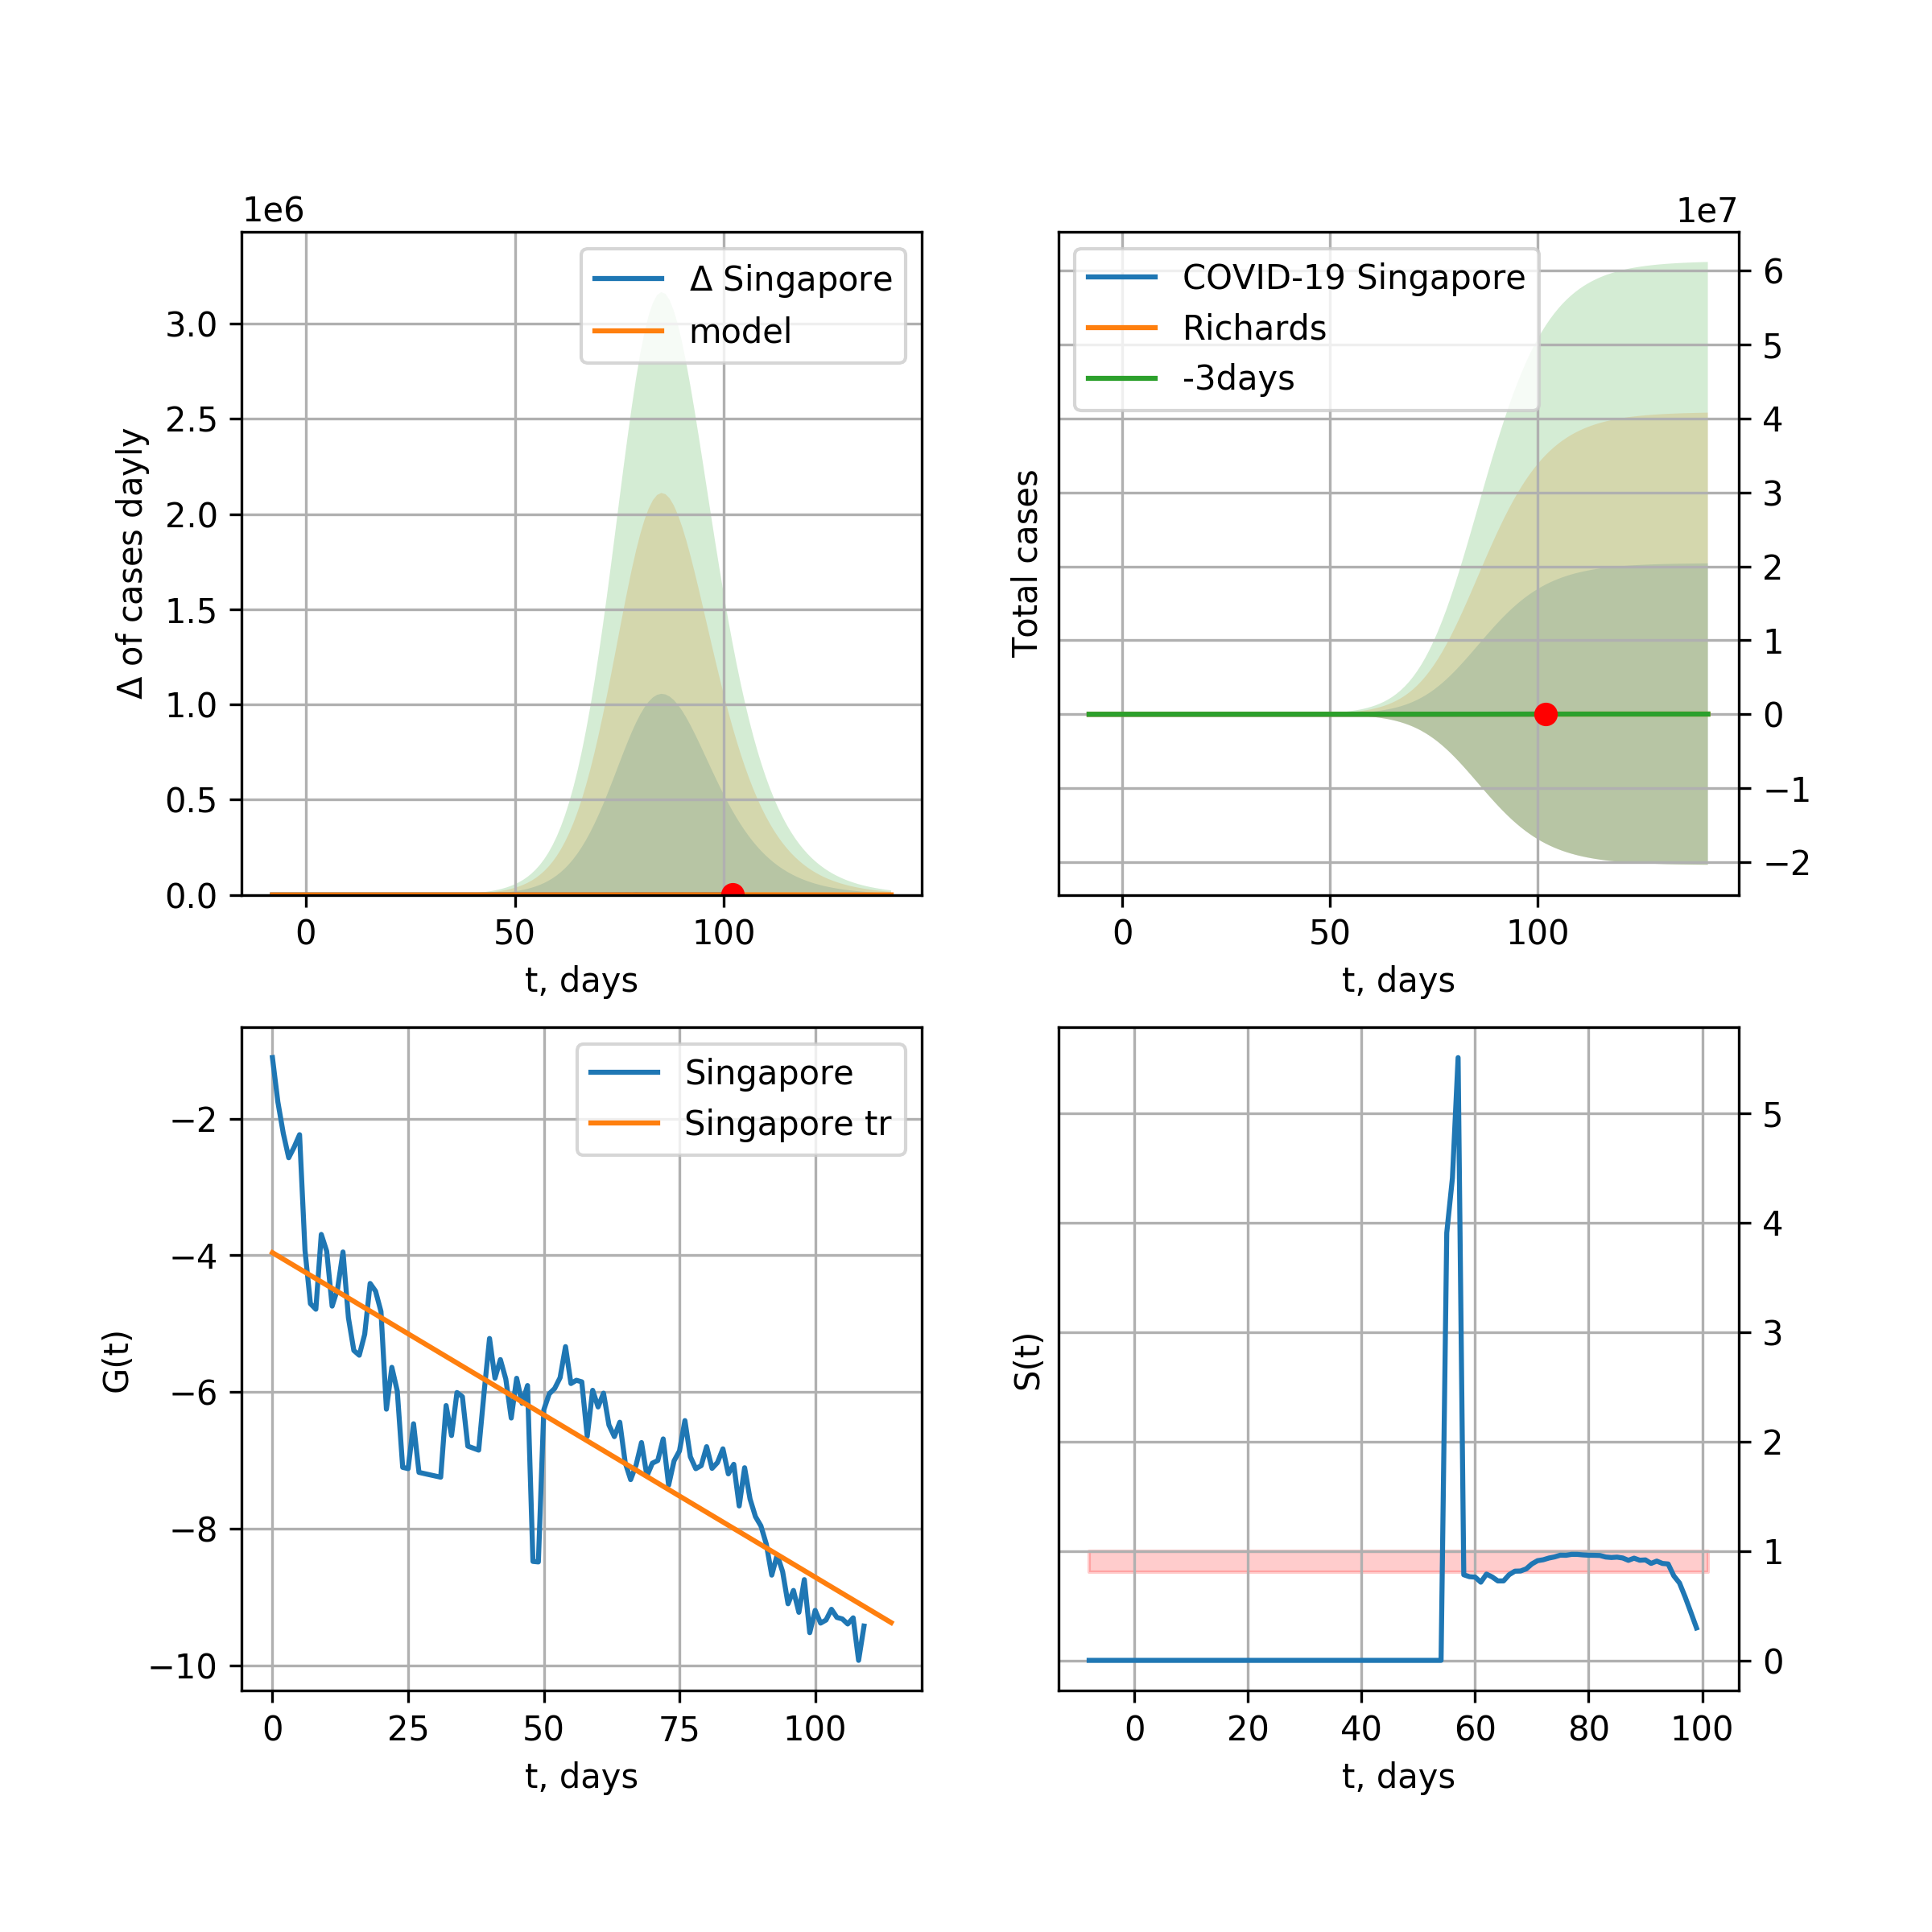 1e6
Δ Singapore
model
3.0
2.5
2.0
1.5
1.0
0.5
0.0
Δ of cases dayly
0 50 100
t, days
1e7
COVID-19 Singapore
Richards
-3days
6
5
4
3
2
1
0
−1
−2
Total cases
0 50 100
t, days
Singapore
Singapore tr
−2
−4
−6
−8
−10
G(t)
0 25 50 75 100
t, days
5
4
3
2
1
0
S(t)
0 20 40 60 80 100
t, days